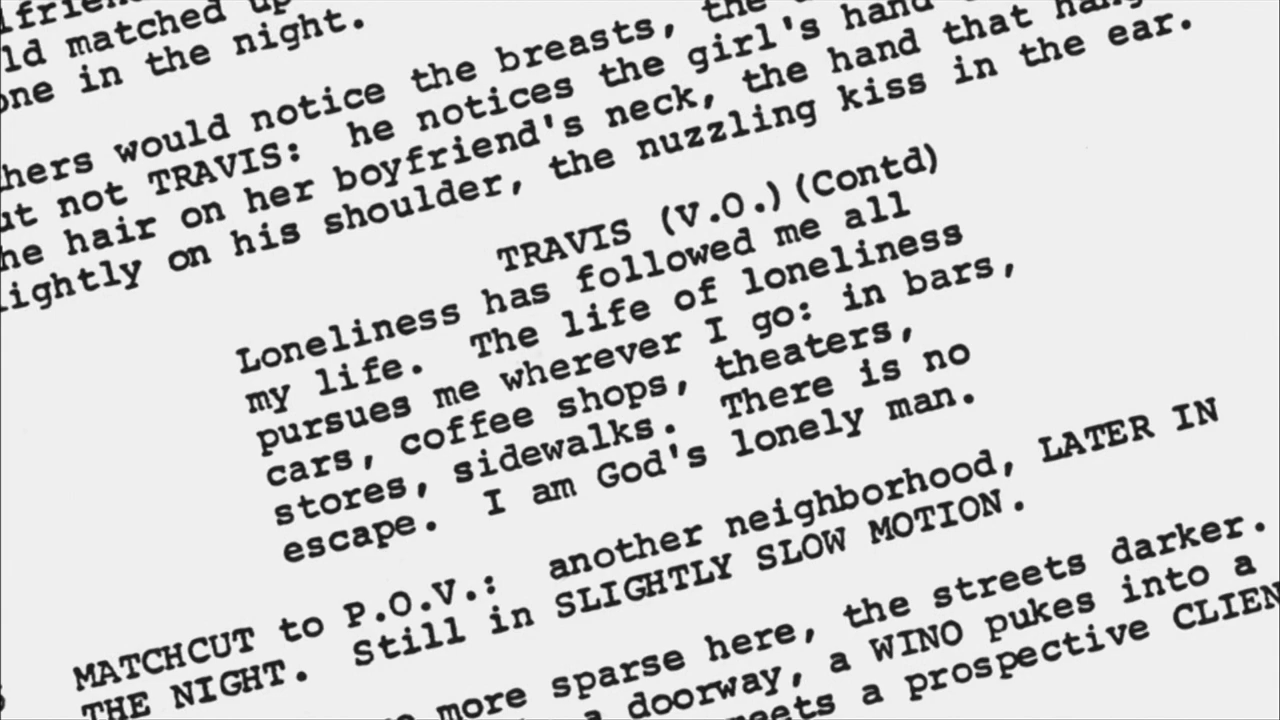 ld matched up
one in the night.
hers would notice the breasts, the
ut not TRAVIS:  he notices the girl's hand
he hair on her boyfriend's neck, the hand that hang
lightly on his shoulder, the nuzzling kiss in the ear.
TRAVIS (V.O.)(Contd)
Loneliness has followed me all
my life.  The life of loneliness
pursues me wherever I go: in bars,
cars, coffee shops, theaters,
stores, sidewalks.  There is no
escape.  I am God's lonely man.
MATCHCUT to P.O.V.:  another neighborhood, LATER IN
THE NIGHT.  Still in SLIGHTLY SLOW MOTION.
more sparse here, the streets darker.
a doorway, a WINO pukes into a
eets a prospective CLIEN